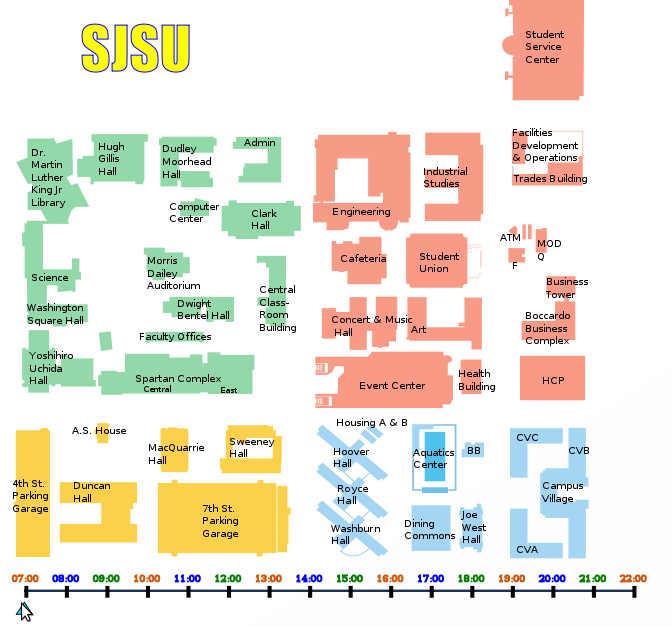 SJSU
Student
Service
Center
Dr.
Martin
Luther
King Jr
Library
Hugh
Gillis
Hall
Dudley
Moorhead
Hall
Admin
Industrial
Studies
Facilities
Development
& Operations
Trades Building
Computer
Center
Clark
Hall
Engineering
Science
Morris
Dailey
Auditorium
Cafeteria
Student
Union
ATM
MOD
Q
F
Washington
Square Hall
Dwight
Bentel Hall
Central
Class-
Room
Building
Concert & Music
Hall
Art
Business
Tower
Boccardo
Business
Complex
Faculty Offices
Yoshihiro
Uchida
Hall
Spartan Complex
Central
East
Event Center
Health
Building
HCP
A.S. House
MacQuarrie
Hall
Sweeney
Hall
Housing A & B
Hoover
Hall
Aquatics
Center
BB
CVC
CVB
4th St.
Parking
Garage
Duncan
Hall
7th St.
Parking
Garage
Royce
Hall
Washburn
Hall
Dining
Commons
Joe
West
Hall
Campus
Village
CVA
07:00 08:00 09:00 10:00 11:00 12:00 13:00 14:00 15:00 16:00 17:00 18:00 19:00 20:00 21:00 22:00